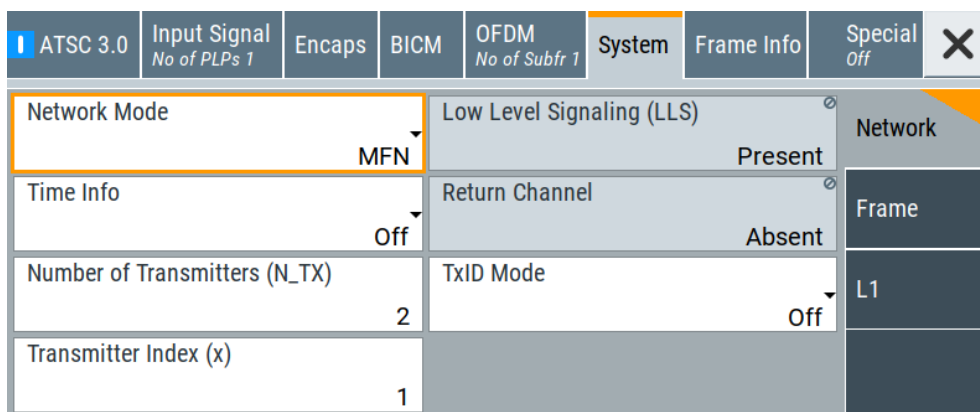 ATSC 3.0
Input Signal
No of PLPs 1
Encaps
BICM
OFDM
No of Subfr 1
System
Frame Info
Special
Off
Network Mode
MFN
Low Level Signaling (LLS)
Present
Network
Time Info
Off
Return Channel
Absent
Frame
Number of Transmitters (N_TX)
2
TxID Mode
Off
L1
Transmitter Index (x)
1